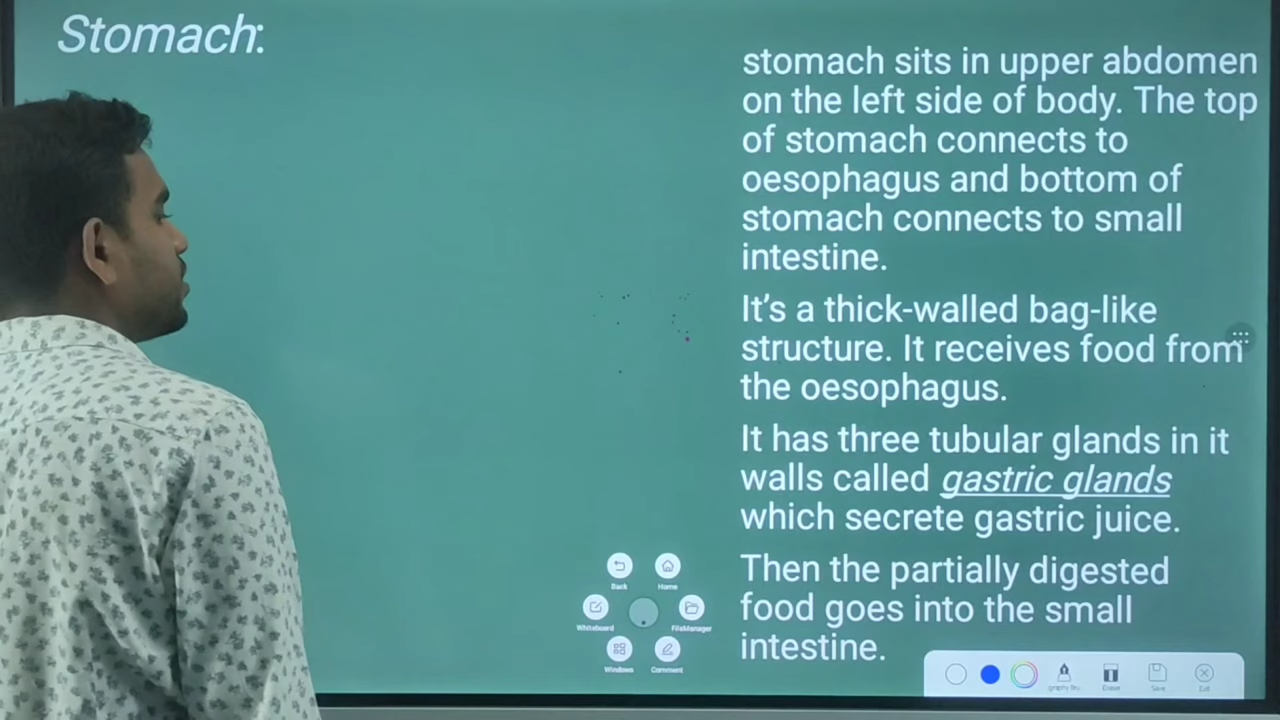 Stomach:
stomach sits in upper abdomen
on the left side of body. The top
of stomach connects to
oesophagus and bottom of
stomach connects to small
intestine.
It's a thick-walled bag-like
structure. It receives food from
the oesophagus.
It has three tubular glands in it
walls called gastric glands
which secrete gastric juice.
Then the partially digested
food goes into the small
intestine.
Back Home
Whiteboard FileManager
Windows Comment
Eraser Save Exit